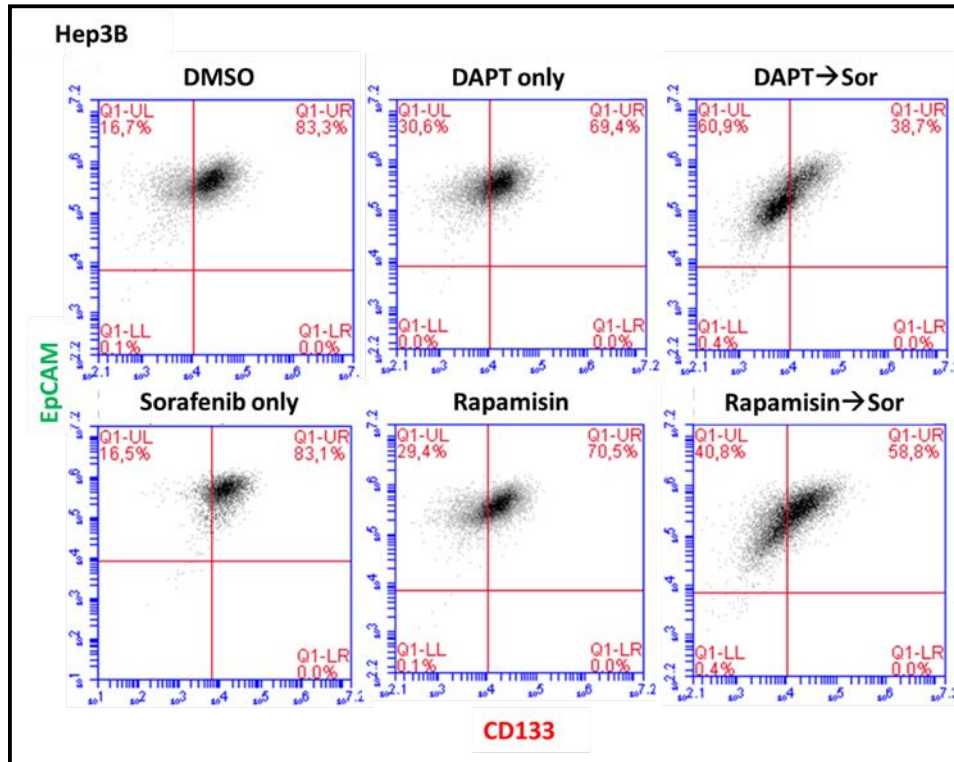 Hep3B
DMSO
DAPT only
DAPT→Sor
Q1-UL
16,7%
Q1-UR
83,3%
Q1-LL
0.1%
Q1-LR
0.0%
Q1-UL
30,6%
Q1-UR
69,4%
Q1-LL
0.0%
Q1-LR
0.0%
Q1-UL
60,9%
Q1-UR
38,7%
Q1-LL
0.4%
Q1-LR
0.0%
EpCAM
Sorafenib only
Rapamisin
Rapamisin→Sor
Q1-UL
16,5%
Q1-UR
83,1%
Q1-LR
0.0%
Q1-UL
29,4%
Q1-UR
70,5%
Q1-LL
0.1%
Q1-LR
0.0%
Q1-UL
40,8%
Q1-UR
58,8%
Q1-LL
0.4%
Q1-LR
0.0%
CD133